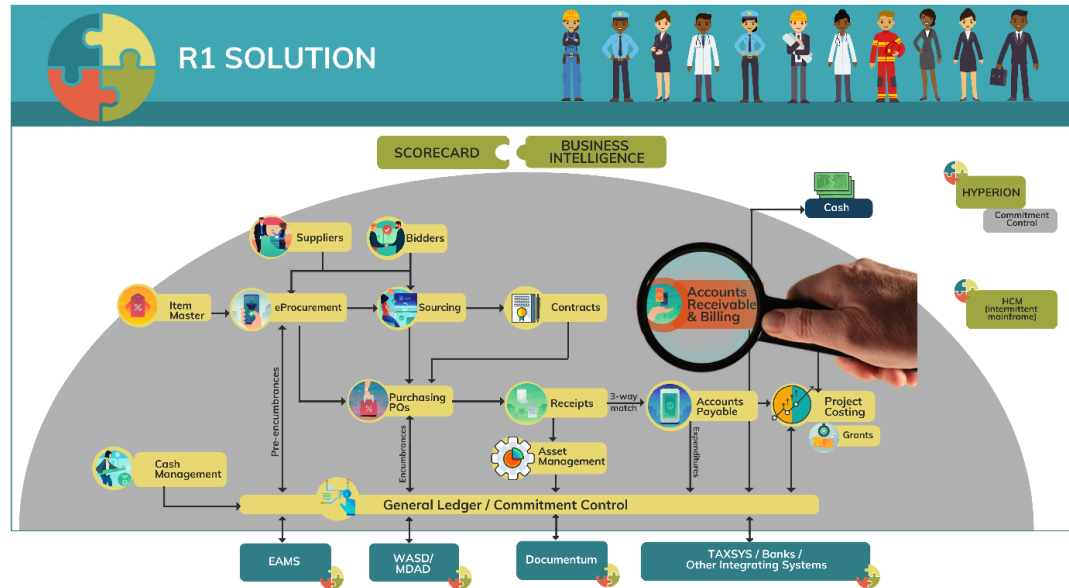 R1 SOLUTION
SCORECARD
BUSINESS
INTELLIGENCE
Cash
HYPERION
Commitment
Control
Suppliers
Bidders
Accounts
Receivable
& Billing
HCM
(intermittent
mainframe)
Item
Master
eProcurement
Sourcing
Contracts
Pre-encumbrances
Purchasing
POs
Receipts
3-way
match
Accounts
Payable
Project
Costing
Grants
Encumbrances
Asset
Management
Expenditures
Cash
Management
General Ledger / Commitment Control
EAMS
WASD/
MDAD
Documentum
TAXSYS / Banks /
Other Integrating Systems